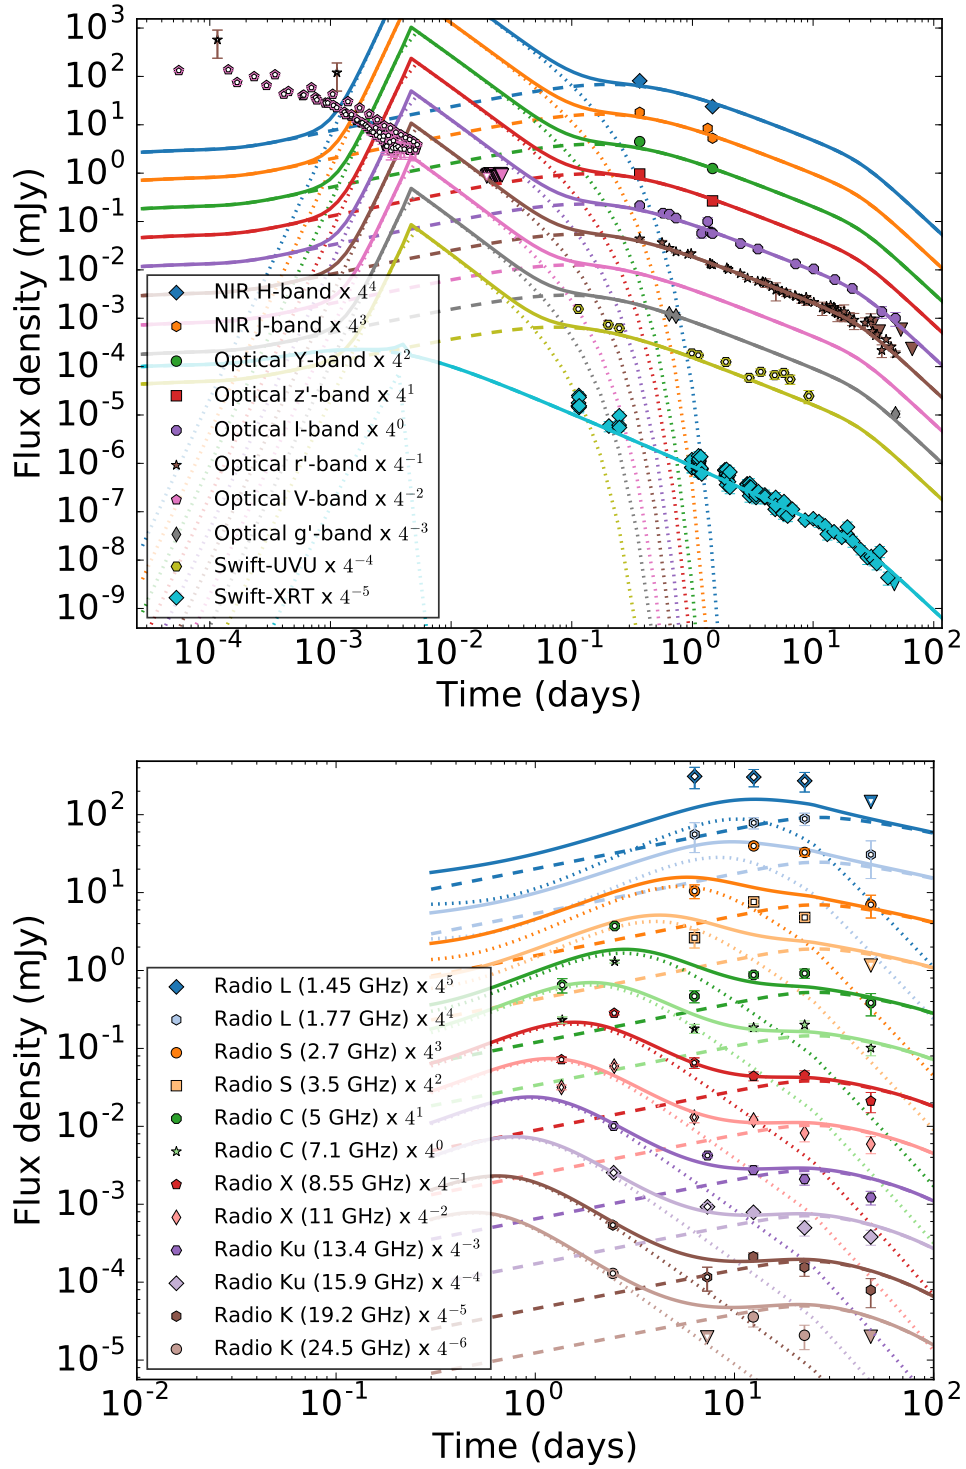 10^3
10^2
10^1
10^0
10^-1
10^-2
10^-3
10^-4
10^-5
10^-6
10^-7
10^-8
10^-9
Flux density (mJy)
NIR H-band x 4^4
NIR J-band x 4^3
Optical Y-band x 4^2
Optical z'-band x 4^1
Optical I-band x 4^0
Optical r'-band x 4^-1
Optical V-band x 4^-2
Optical g'-band x 4^-3
Swift-UVU x 4^-4
Swift-XRT x 4^-5
10^-4 10^-3 10^-2 10^-1 10^0 10^1 10^2
Time (days)
10^2
10^1
10^0
10^-1
10^-2
10^-3
10^-4
10^-5
Flux density (mJy)
Radio L (1.45 GHz) x 4^5
Radio L (1.77 GHz) x 4^4
Radio S (2.7 GHz) x 4^3
Radio S (3.5 GHz) x 4^2
Radio C (5 GHz) x 4^1
Radio C (7.1 GHz) x 4^0
Radio X (8.55 GHz) x 4^-1
Radio X (11 GHz) x 4^-2
Radio Ku (13.4 GHz) x 4^-3
Radio Ku (15.9 GHz) x 4^-4
Radio K (19.2 GHz) x 4^-5
Radio K (24.5 GHz) x 4^-6
10^-2 10^-1 10^0 10^1 10^2
Time (days)